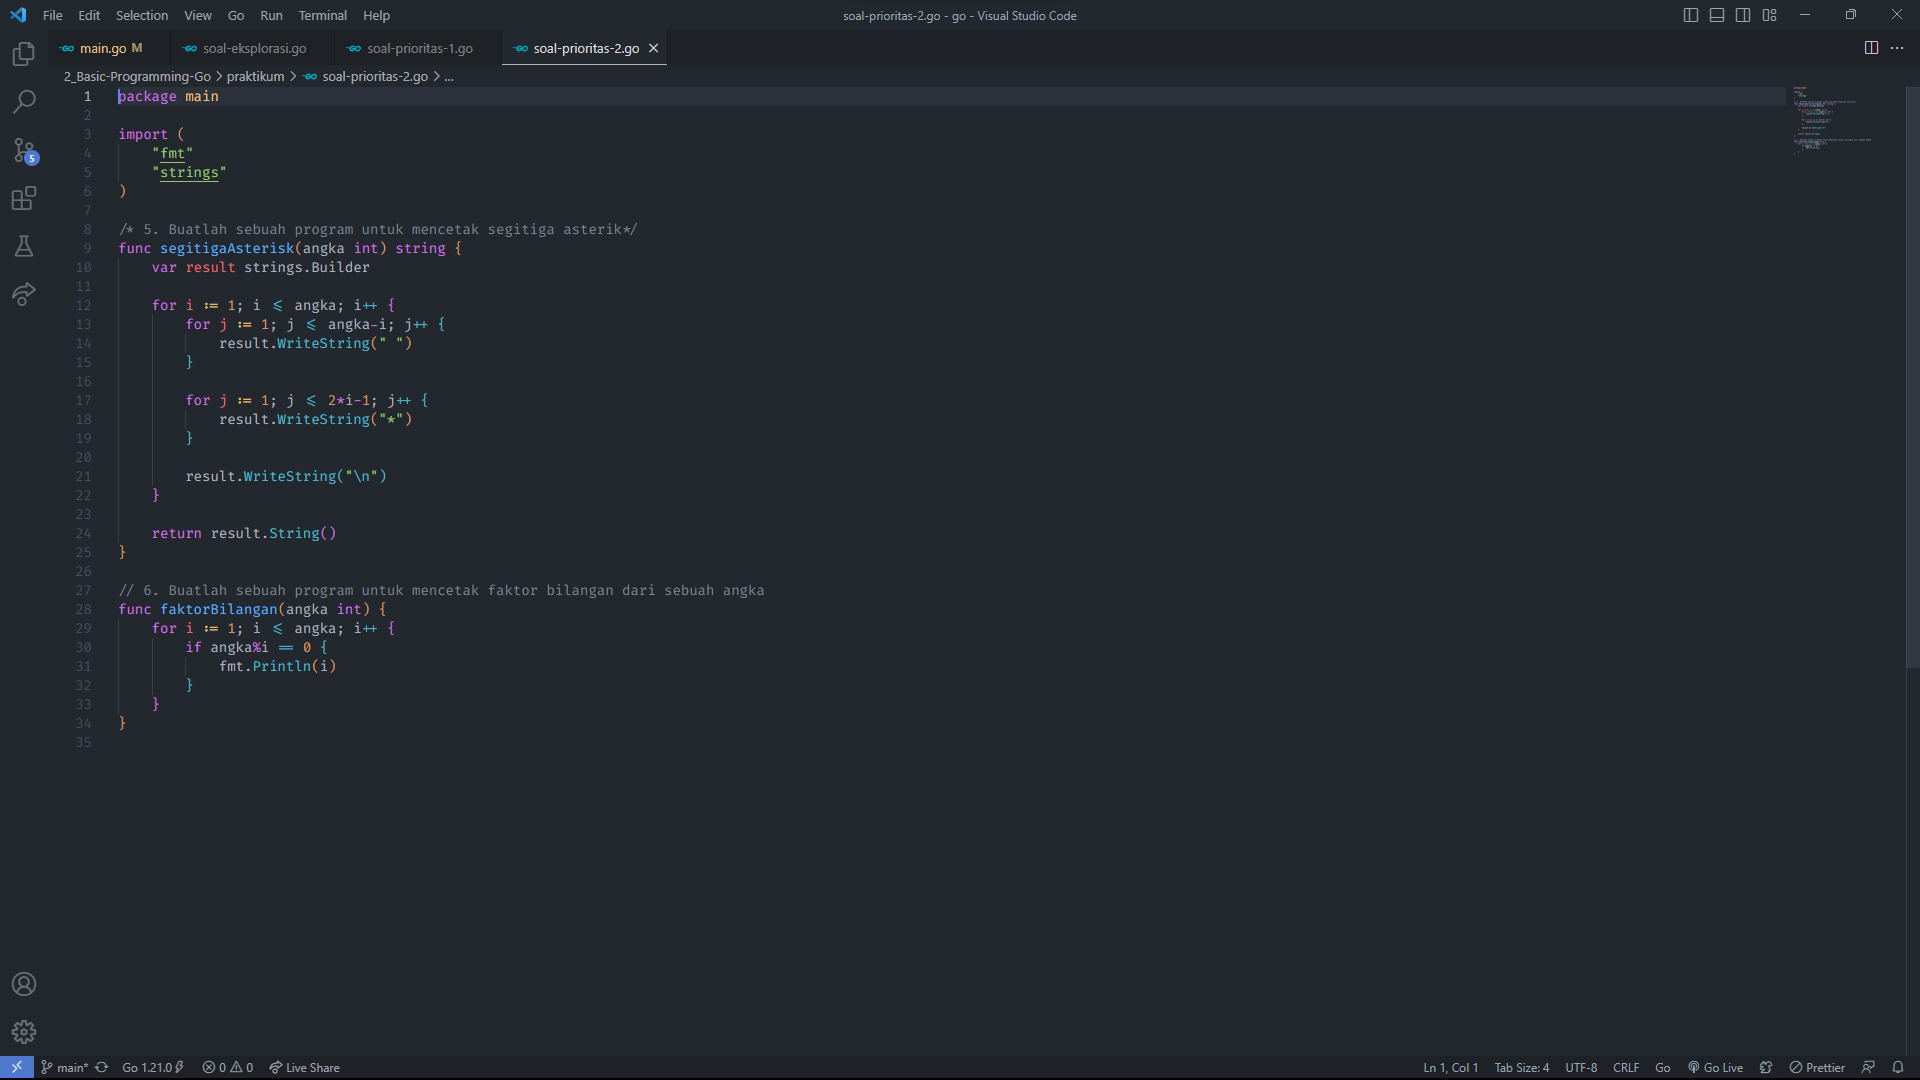 File Edit Selection View Go Run Terminal Help
soal-prioritas-2.go - go - Visual Studio Code
main.go M
soal-eksplorasi.go
soal-prioritas-1.go
soal-prioritas-2.go
2_Basic-Programming-Go > praktikum > soal-prioritas-2.go > ...
1 package main
2
3 import (
4 "fmt"
5 "strings"
6 )
7
8 /* 5. Buatlah sebuah program untuk mencetak segitiga asterik*/
9 func segitigaAsterisk(angka int) string {
10 var result strings.Builder
11
12 for i := 1; i <= angka; i++ {
13 for j := 1; j <= angka-i; j++ {
14 result.WriteString(" ")
15 }
16
17 for j := 1; j <= 2*i-1; j++ {
18 result.WriteString("*")
19 }
20
21 result.WriteString("\n")
22 }
23
24 return result.String()
25 }
26
27 // 6. Buatlah sebuah program untuk mencetak faktor bilangan dari sebuah angka
28 func faktorBilangan(angka int) {
29 for i := 1; i <= angka; i++ {
30 if angka%i == 0 {
31 fmt.Println(i)
32 }
33 }
34 }
35
5
main* Go 1.21.0 0 0 Live Share
Ln 1, Col 1 Tab Size: 4 UTF-8 CRLF Go Go Live Prettier